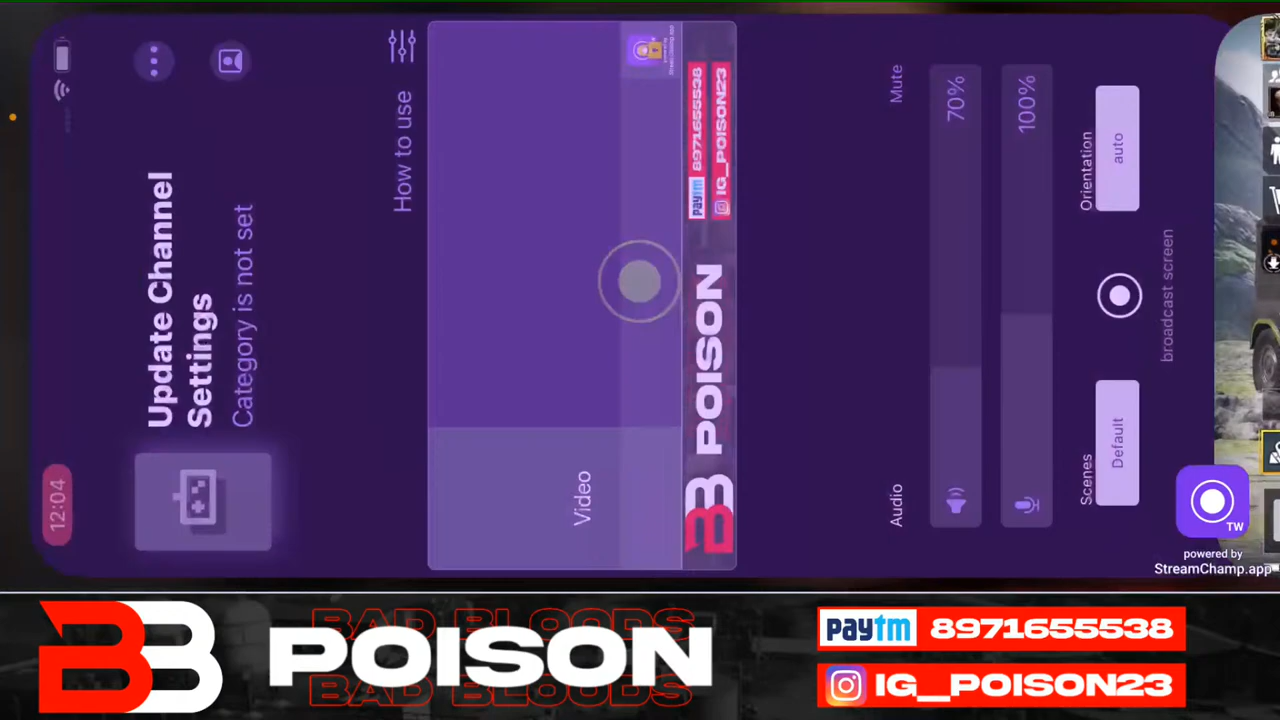 12:04
Update Channel
Settings
Category is not set
How to use
Video
POISON
paytm 8971655538
IG_POISON23
Audio
Mute
70%
100%
Scenes
Default
Orientation
auto
broadcast screen
TW
powered by
StreamChamp.app
BAD BLOODS
POISON
BAD BLOODS
paytm 8971655538
IG__POISON23